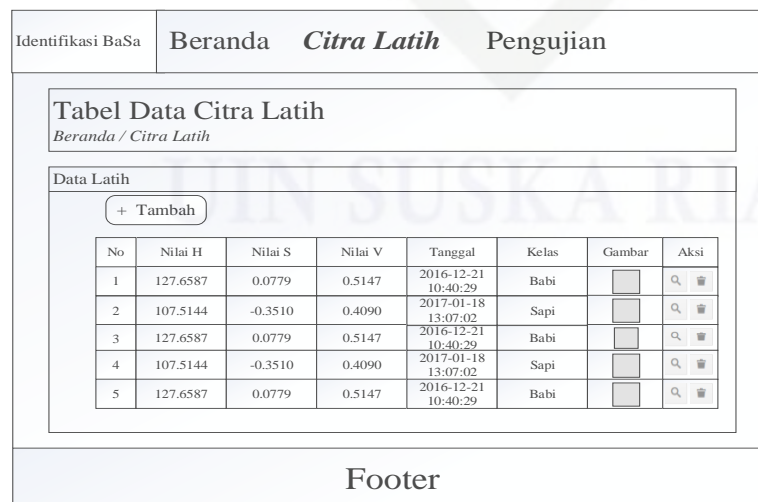 Identifikasi BaSa Beranda Citra Latih Pengujian
Tabel Data Citra Latih
Beranda / Citra Latih
UIN SUSKA RIA
Data Latih
+ Tambah
No Nilai H Nilai S Nilai V Tanggal Kelas Gambar Aksi
1 127.6587 0.0779 0.5147 2016-12-21 10:40:29 Babi
2 107.5144 -0.3510 0.4090 2017-01-18 13:07:02 Sapi
3 127.6587 0.0779 0.5147 2016-12-21 10:40:29 Babi
4 107.5144 -0.3510 0.4090 2017-01-18 13:07:02 Sapi
5 127.6587 0.0779 0.5147 2016-12-21 10:40:29 Babi
Footer